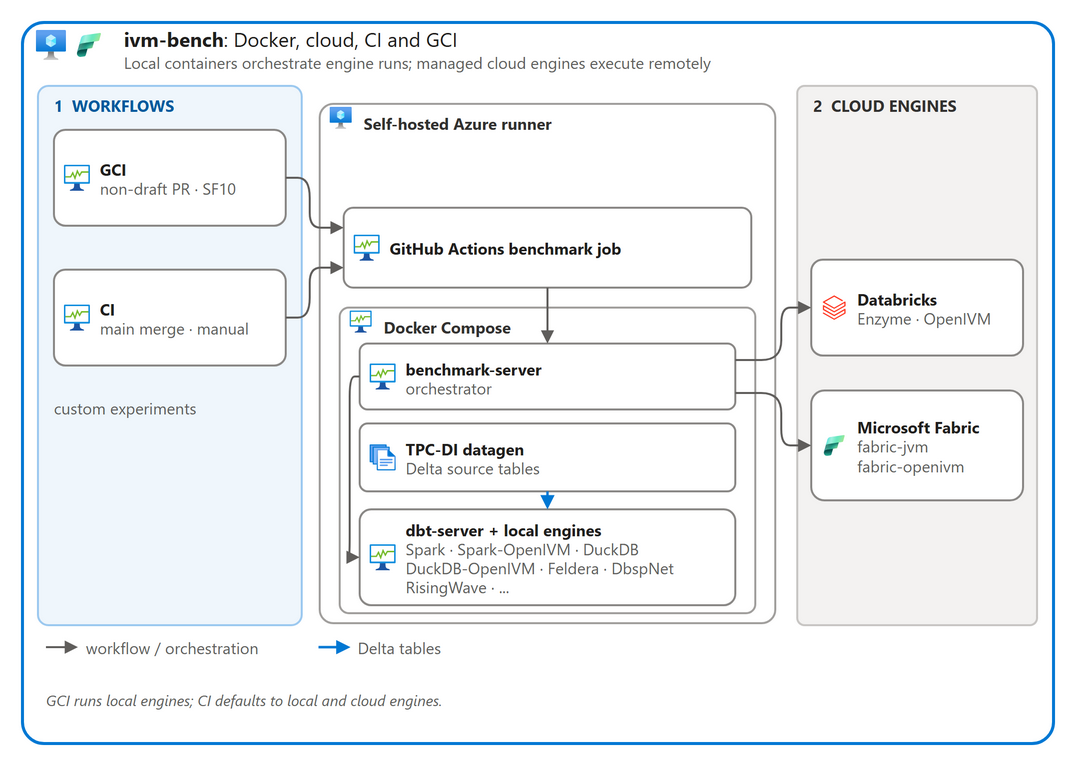 ivm-bench: Docker, cloud, CI and GCI
Local containers orchestrate engine runs; managed cloud engines execute remotely
1 WORKFLOWS
GCI
non-draft PR · SF10
CI
main merge · manual
custom experiments
Self-hosted Azure runner
GitHub Actions benchmark job
Docker Compose
benchmark-server
orchestrator
TPC-DI datagen
Delta source tables
dbt-server + local engines
Spark · Spark-OpenIVM · DuckDB
DuckDB-OpenIVM · Feldera · DbspNet
RisingWave · ...
2 CLOUD ENGINES
Databricks
Enzyme · OpenIVM
Microsoft Fabric
fabric-jvm
fabric-openivm
workflow / orchestration
Delta tables
GCI runs local engines; CI defaults to local and cloud engines.